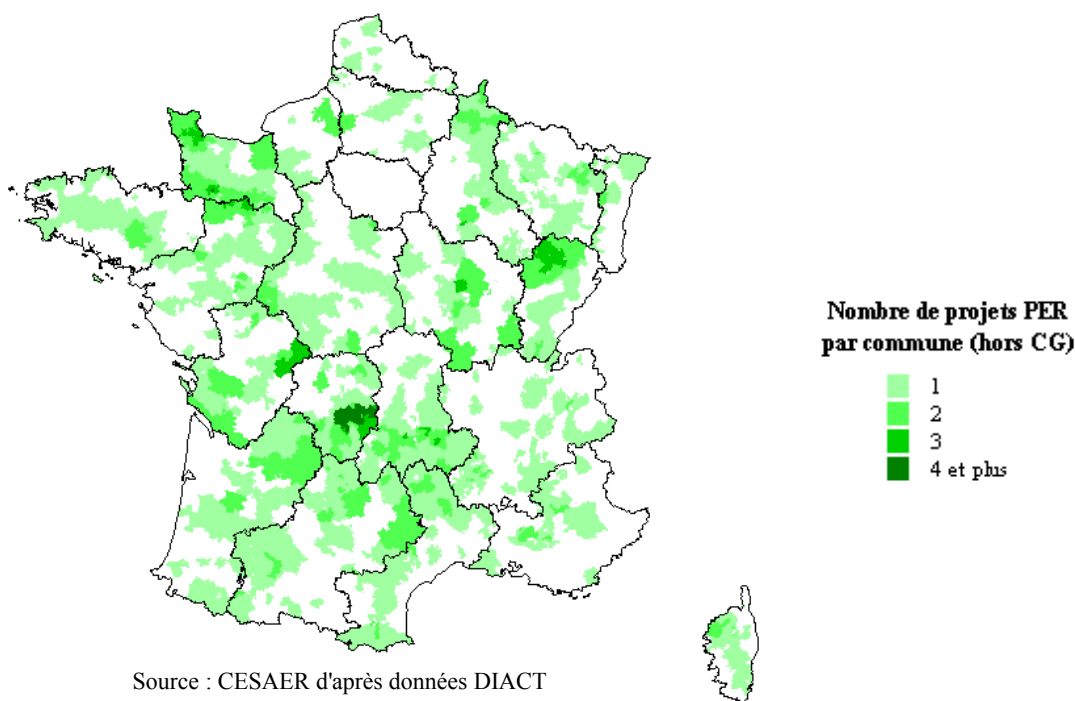 Nombre de projets PER
par commune (hors CG)
1
2
3
4 et plus
Source : CESAER d'après données DIACT